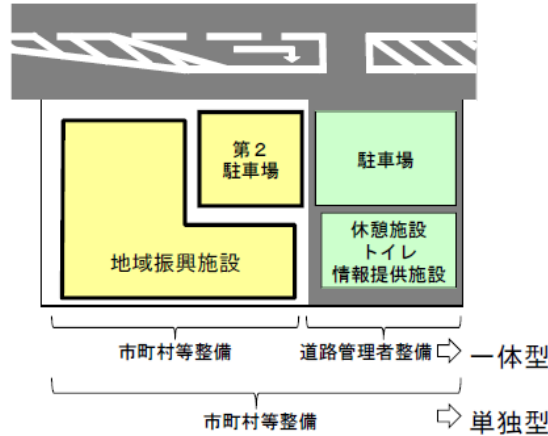 第２
駐車場
駐車場
地域振興施設
休憩施設
トイレ
情報提供施設
市町村等整備
道路管理者整備
一体型
市町村等整備
単独型